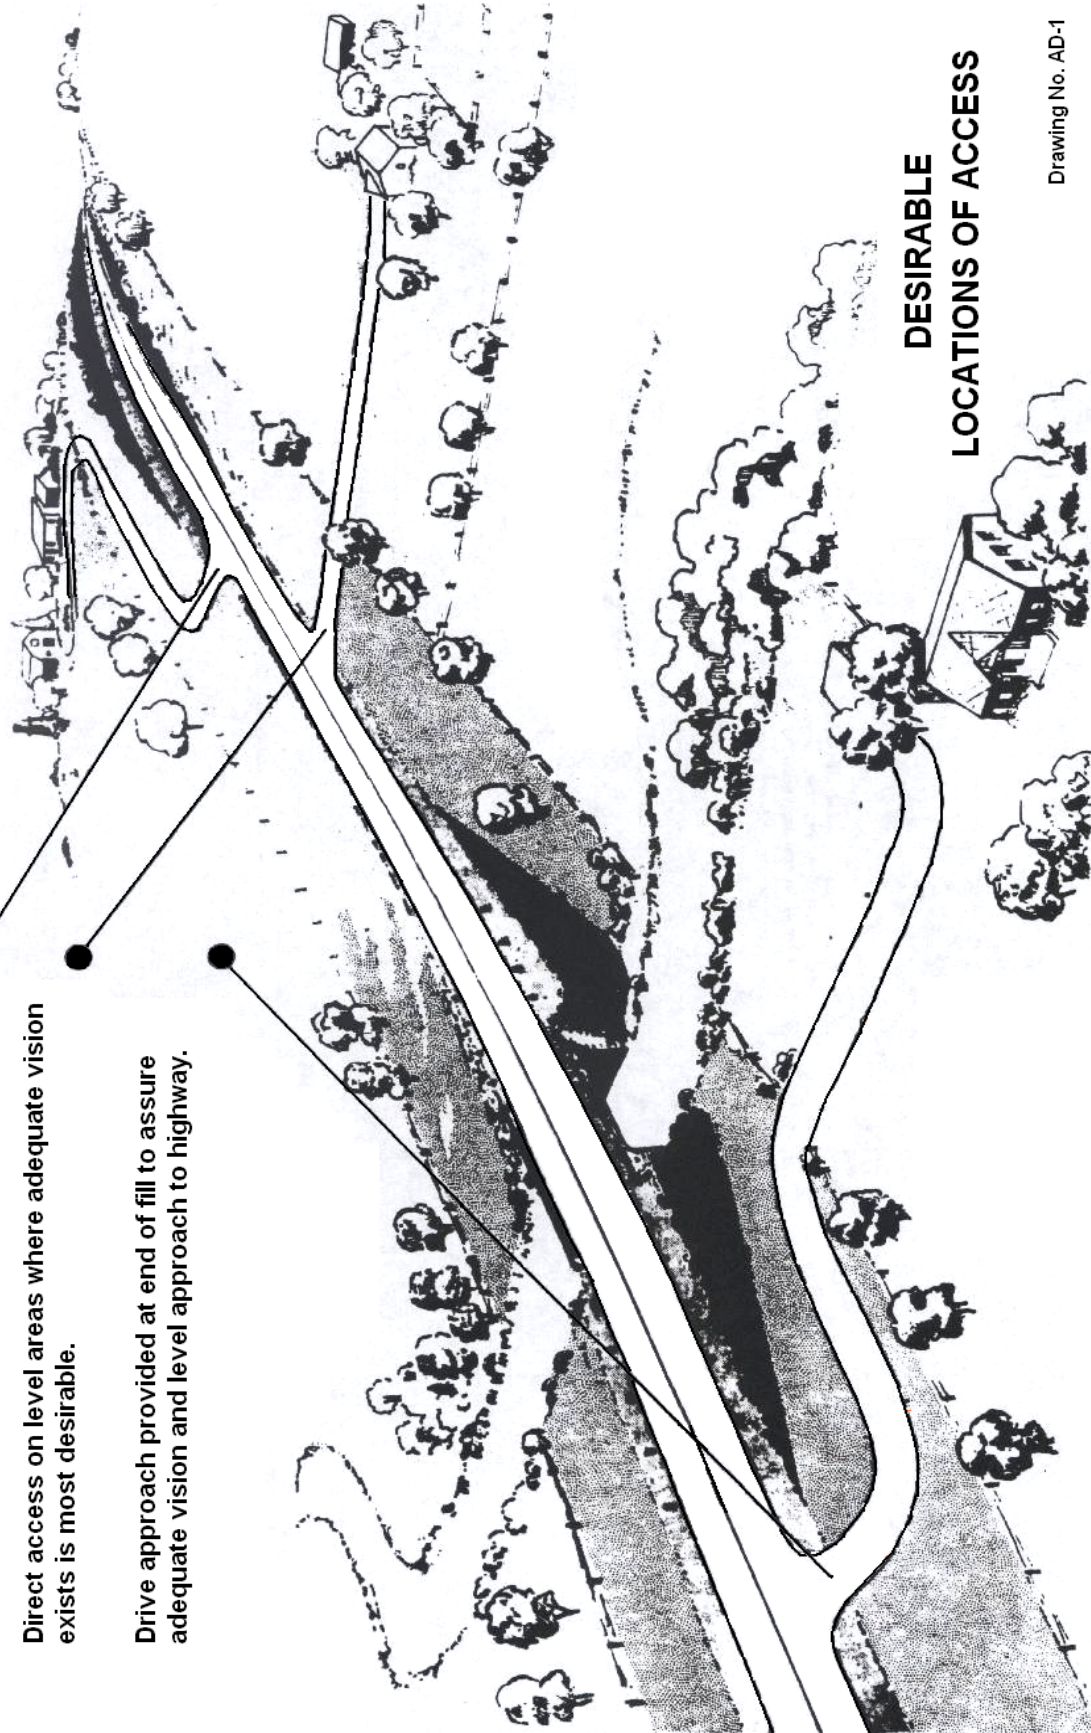 Direct access on level areas where adequate vision
exists is most desirable.
Drive approach provided at end of fill to assure
adequate vision and level approach to highway.
DESIRABLE
LOCATIONS OF ACCESS
Drawing No. AD-1